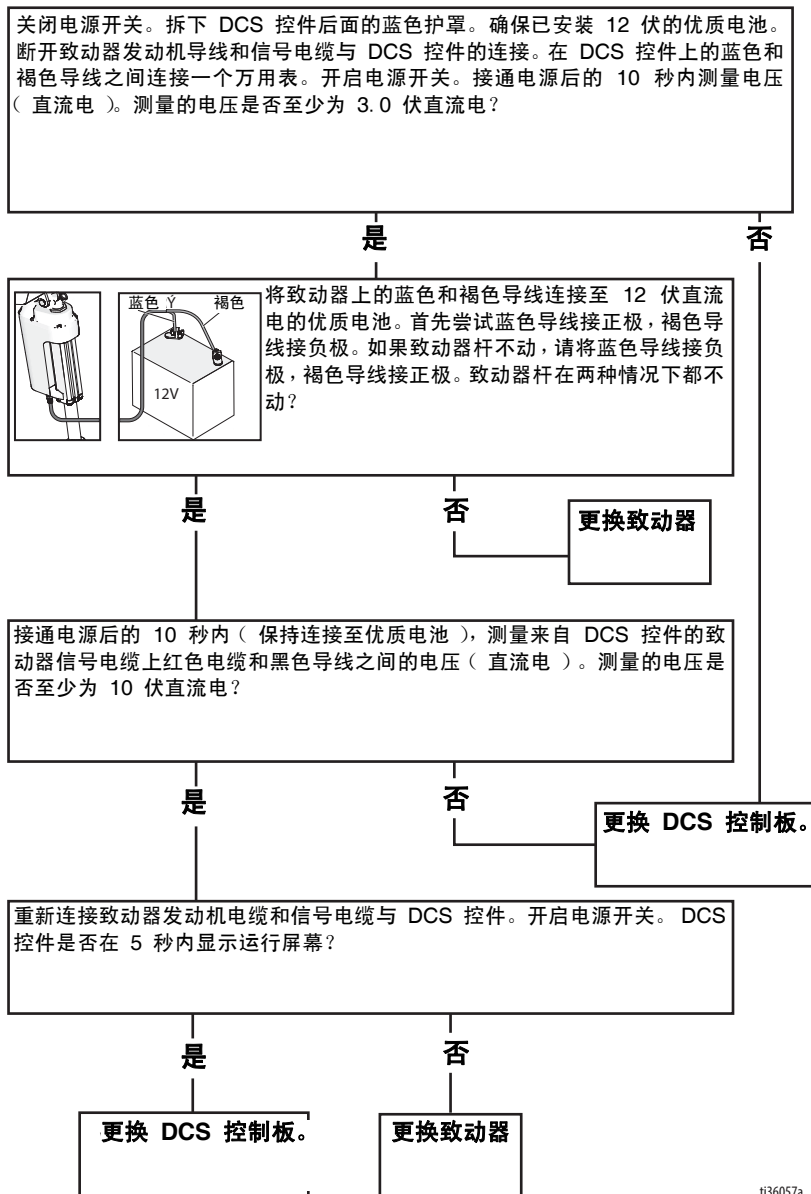 关闭电源开关。拆下 DCS 控件后面的蓝色护罩。确保已安装 12 伏的优质电池。
断开致动器发动机导线和信号电缆与 DCS 控件的连接。在 DCS 控件上的蓝色和
褐色导线之间连接一个万用表。开启电源开关。接通电源后的 10 秒内测量电压
( 直流电 )。测量的电压是否至少为 3.0 伏直流电?
是
否
蓝色 Ý 褐色
12V
将致动器上的蓝色和褐色导线连接至 12 伏直流
电的优质电池。首先尝试蓝色导线接正极,褐色导
线接负极。如果致动器杆不动,请将蓝色导线接负
极,褐色导线接正极。致动器杆在两种情况下都不
动?
是
否
更换致动器
接通电源后的 10 秒内( 保持连接至优质电池 ),测量来自 DCS 控件的致
动器信号电缆上红色电缆和黑色导线之间的电压( 直流电 )。测量的电压是
否至少为 10 伏直流电?
是
否
更换 DCS 控制板。
重新连接致动器发动机电缆和信号电缆与 DCS 控件。开启电源开关。 DCS
控件是否在 5 秒内显示运行屏幕?
是
否
更换 DCS 控制板。
更换致动器
ti36057a